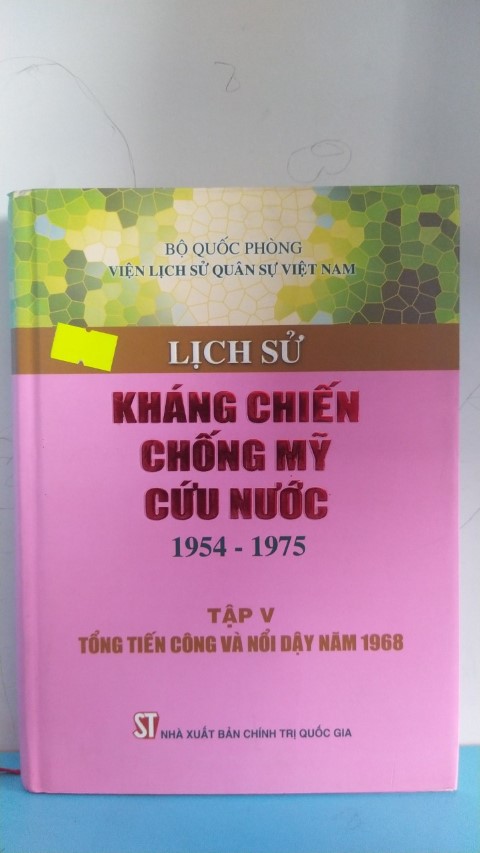 BỘ QUỐC PHÒNG
VIỆN LỊCH SỬ QUÂN SỰ VIỆT NAM
LỊCH SỬ
KHÁNG CHIẾN
CHỐNG MỸ
CỨU NƯỚC
1954 - 1975
TẬP V
TỔNG TIẾN CÔNG VÀ NỔI DẬY NĂM 1968
ST NHÀ XUẤT BẢN CHÍNH TRỊ QUỐC GIA